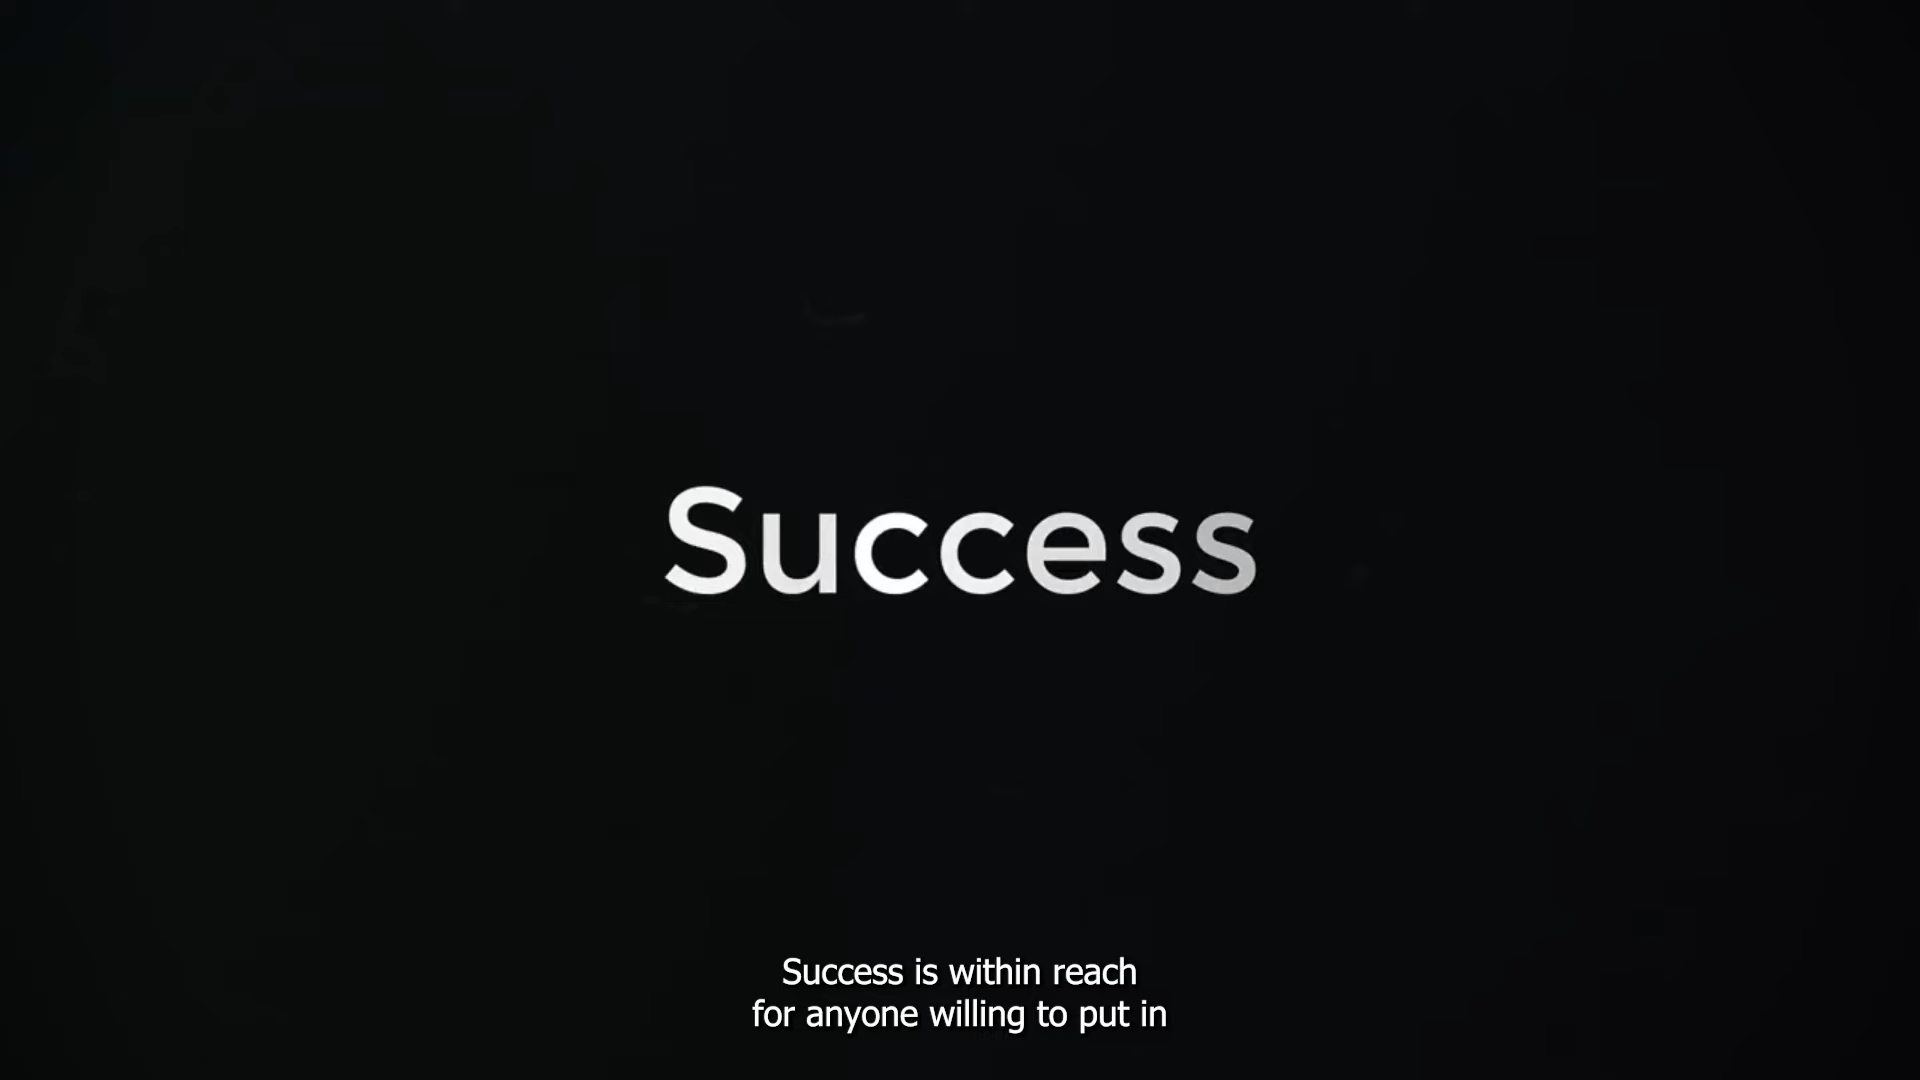 Success
Success is within reach
for anyone willing to put in